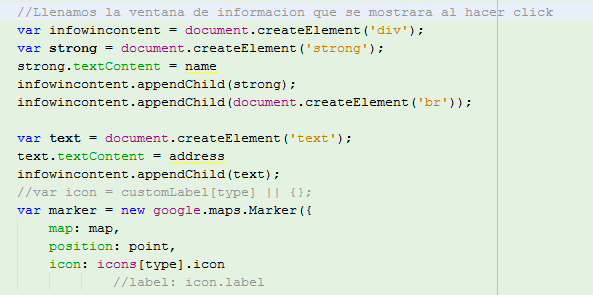 //Llenamos la ventana de informacion que se mostrara al hacer click
var infowincontent = document.createElement('div');
var strong = document.createElement('strong');
strong.textContent = name
infowincontent.appendChild(strong);
infowincontent.appendChild(document.createElement('br'));
var text = document.createElement('text');
text.textContent = address
infowincontent.appendChild(text);
//var icon = customLabel[type] || {};
var marker = new google.maps.Marker({
map: map,
position: point,
icon: icons[type].icon
//label: icon.label